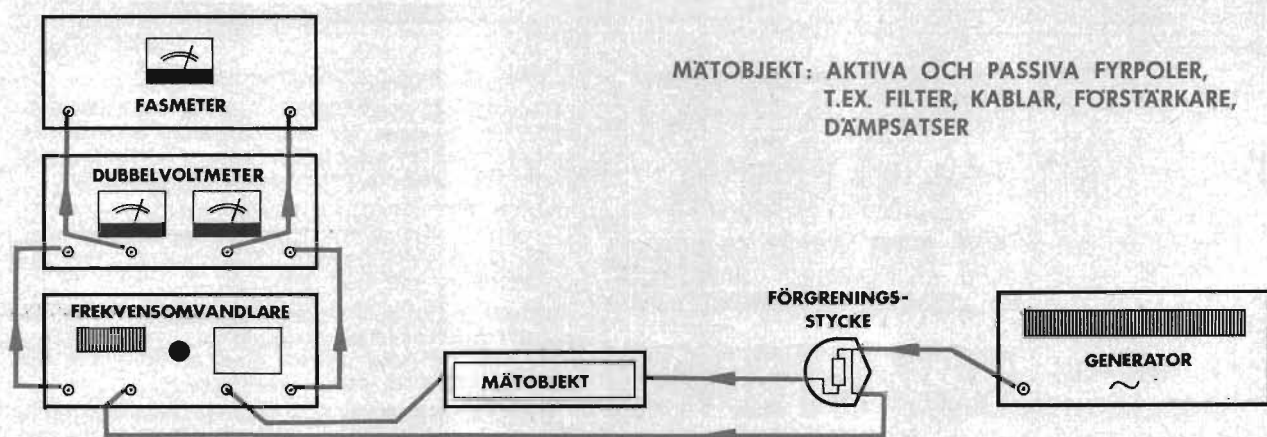 FASMETER
MÄTOBJEKT: AKTIVA OCH PASSIVA FYRPOLER,
T.EX. FILTER, KABLAR, FÖRSTÄRKARE,
DÄMPSATSER
DUBBELVOLTMETER
FREKVENSOMVANDLARE
MÄTOBJEKT
FÖRGRENINGS-
STYCKE
GENERATOR
~